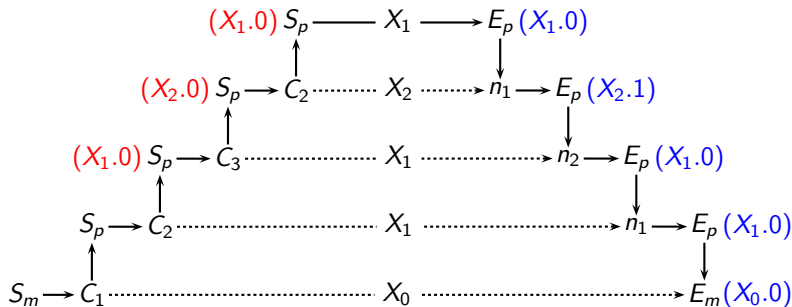 (X₁.0) Sₚ X₁ Eₚ (X₁.0)
(X₂.0) Sₚ C₂ X₂ n₁ Eₚ (X₂.1)
(X₁.0) Sₚ C₃ X₁ n₂ Eₚ (X₁.0)
Sₚ C₂ X₁ n₁ Eₚ (X₁.0)
Sₘ C₁ X₀ Eₘ (X₀.0)